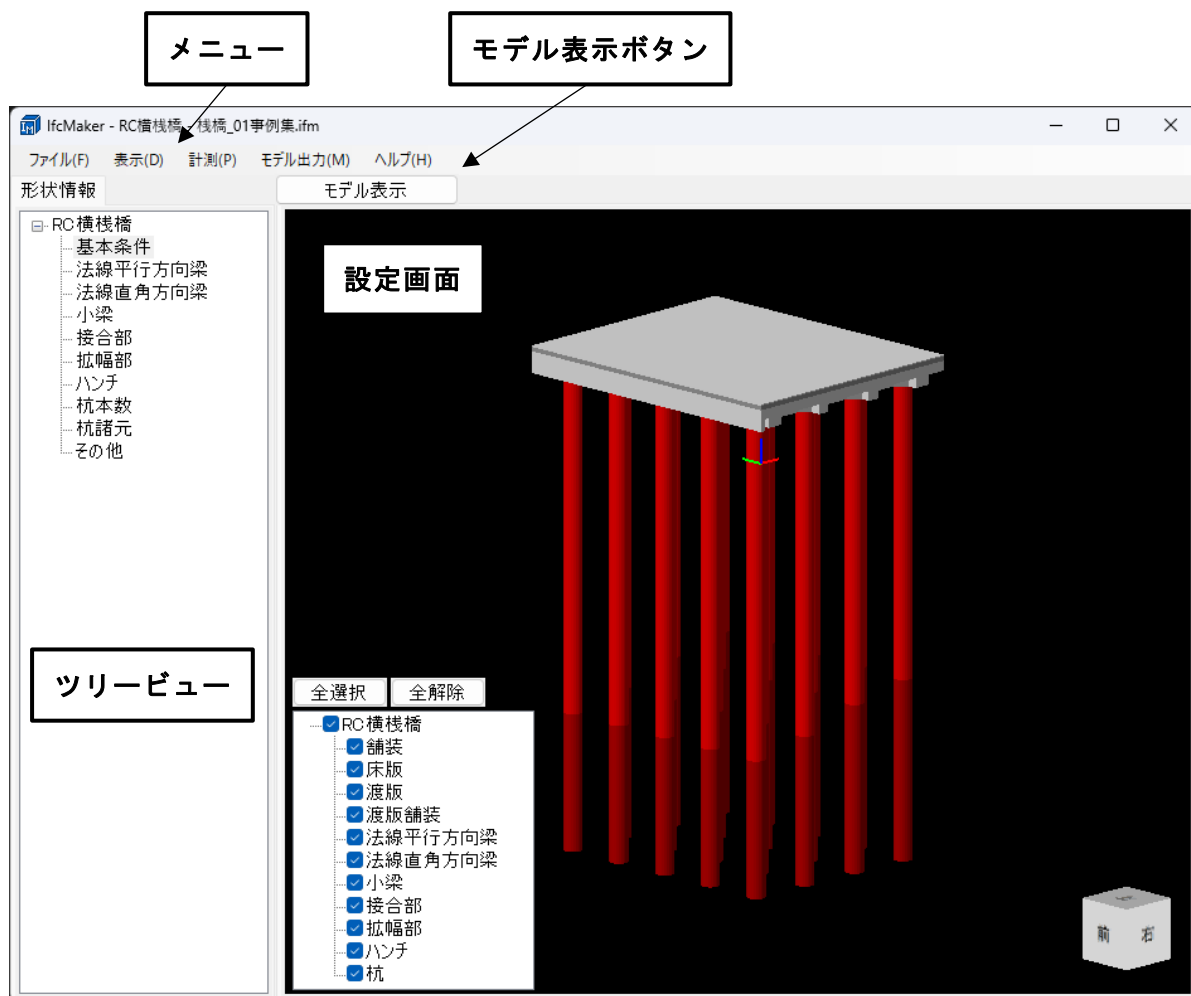 メニュー
モデル表示ボタン
IfcMaker - RC横桟橋 - 桟橋_01事例集.ifm
ファイル(F) 表示(D) 計測(P) モデル出力(M) ヘルプ(H)
形状情報
モデル表示
RC横桟橋
基本条件
法線平行方向梁
法線直角方向梁
小梁
接合部
拡幅部
ハンチ
杭本数
杭諸元
その他
設定画面
ツリービュー
全選択 全解除
RC横桟橋
舗装
床版
渡版
渡版舗装
法線平行方向梁
法線直角方向梁
小梁
接合部
拡幅部
ハンチ
杭
前 右